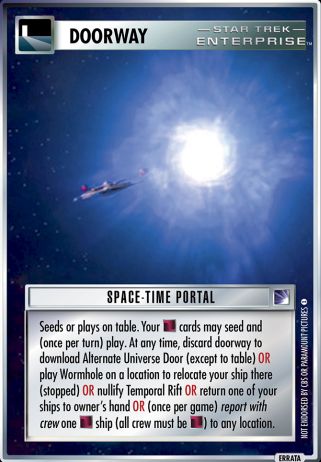 DOORWAY
STAR TREK
ENTERPRISE™
SPACE-TIME PORTAL
Seeds or plays on table. Your cards may seed and
(once per turn) play. At any time, discard doorway to
download Alternate Universe Door (except to table) OR
play Wormhole on a location to relocate your ship there
(stopped) OR nullify Temporal Rift OR return one of your
ships to owner's hand OR (once per game) report with
crew one ship (all crew must be ) to any location.
NOT ENDORSED BY CBS OR PARAMOUNT PICTURES
ERRATA